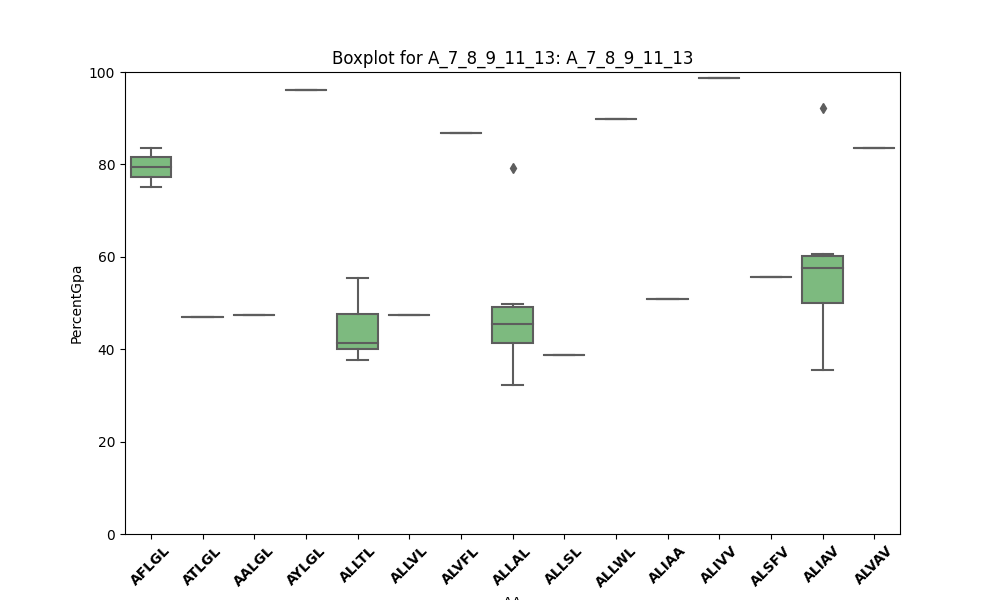 Boxplot for A_7_8_9_11_13: A_7_8_9_11_13
100
80
60
40
20
0
PercentGpa
AFLGL
ATLGL
AALGL
AYLGL
ALLTL
ALLVL
ALVFL
ALLAL
ALLSL
ALLWL
ALIAA
ALIVV
ALSFV
ALIAV
ALVAV